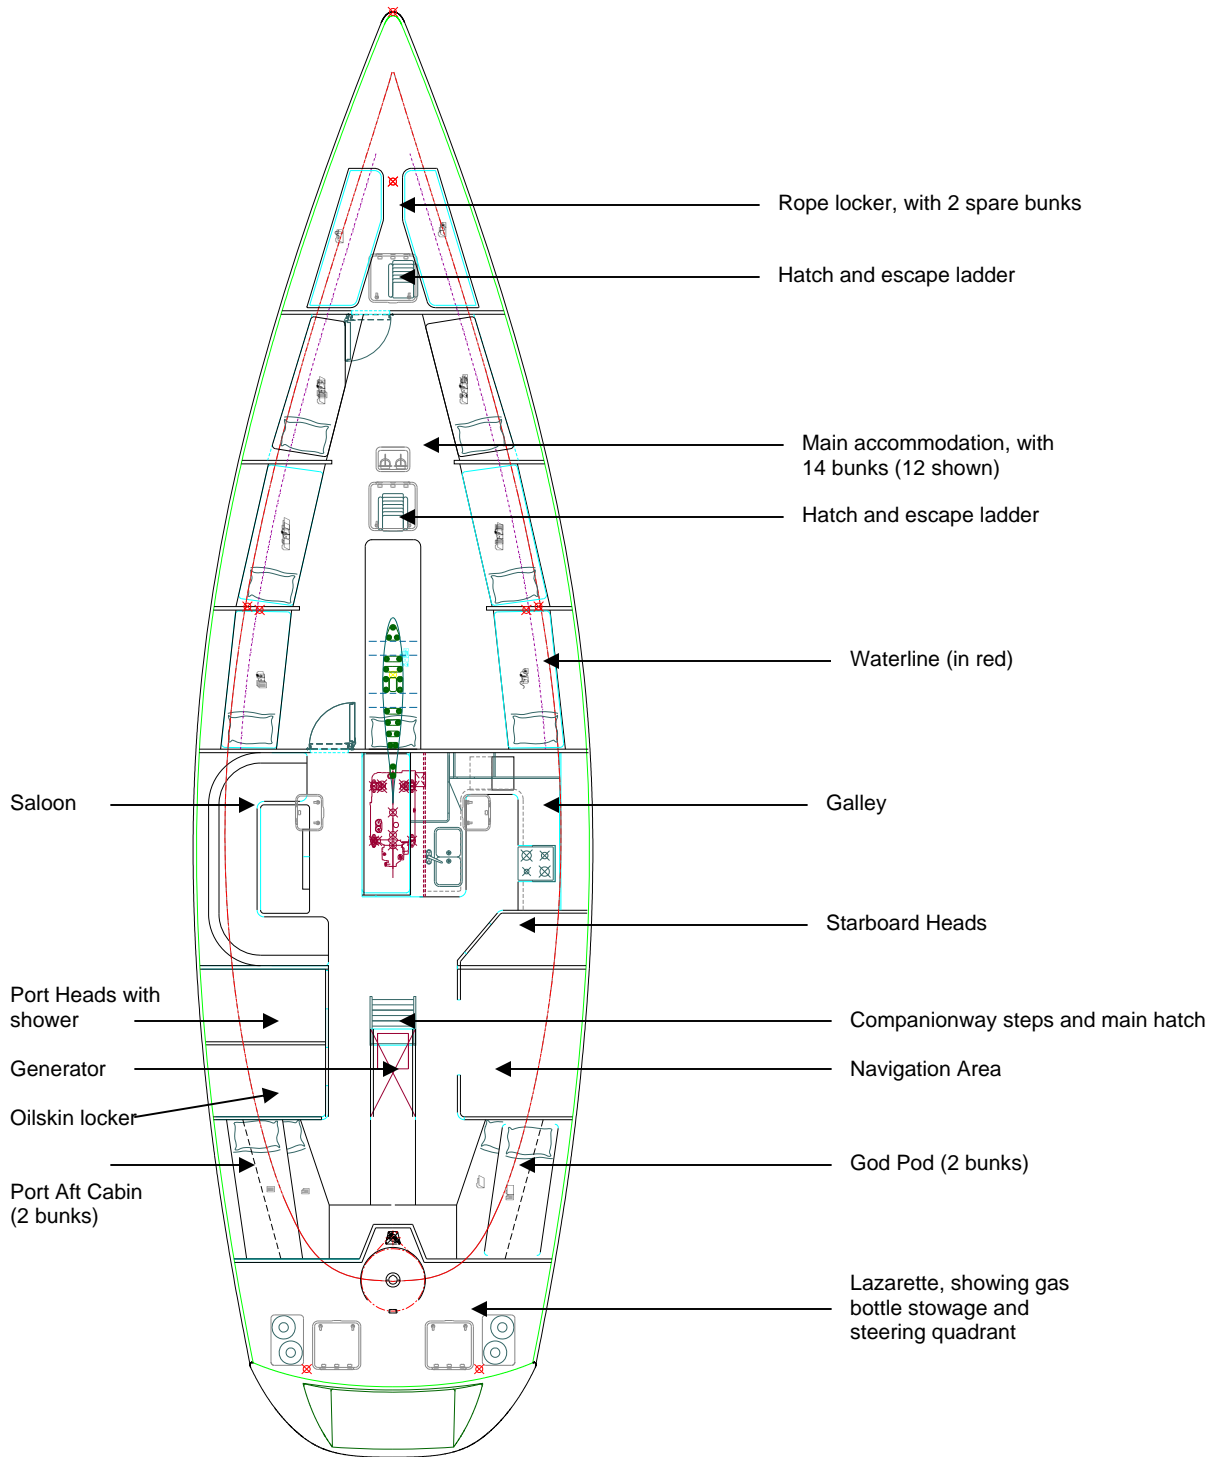 Rope locker, with 2 spare bunks
Hatch and escape ladder
Main accommodation, with
14 bunks (12 shown)
Hatch and escape ladder
Waterline (in red)
Saloon
Galley
Starboard Heads
Port Heads with
shower
Companionway steps and main hatch
Generator
Navigation Area
Oilskin locker
God Pod (2 bunks)
Port Aft Cabin
(2 bunks)
Lazarette, showing gas
bottle stowage and
steering quadrant